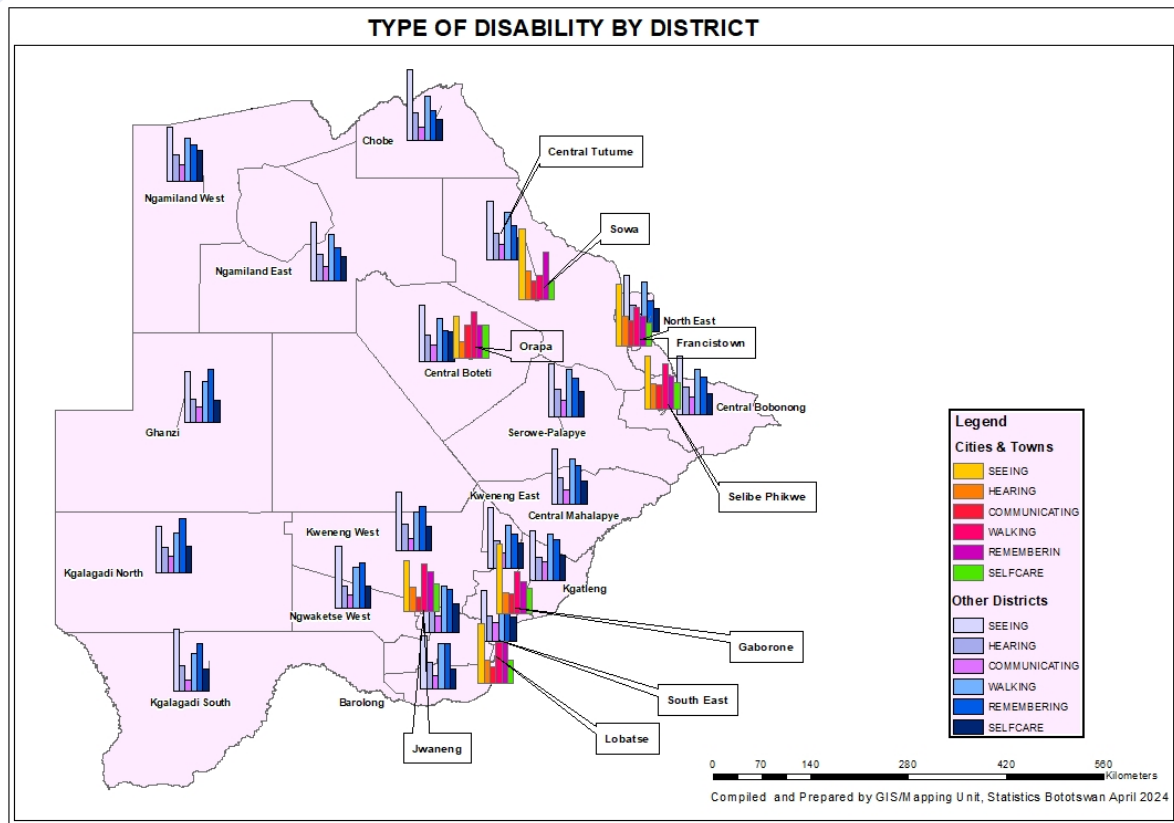 TYPE OF DISABILITY BY DISTRICT
Chobe
Central Tutume
Ngamiland West
Sowa
Ngamiland East
North East
Francistown
Orapa
Central Boteti
Central Bobonong
Ghanzi
Serowe-Palapye
Selibe Phikwe
Kweneng East
Central Mahalapye
Kweneng West
Kgalagadi North
Kgatleng
Ngwaketse West
Gaborone
Kgalagadi South
Barolong
South East
Lobatse
Jwaneng
Legend
Cities & Towns
SEEING
HEARING
COMMUNICATING
WALKING
REMEMBERIN
SELFCARE
Other Districts
SEEING
HEARING
COMMUNICATING
WALKING
REMEMBERING
SELFCARE
0 70 140 280 420 560
Kilometers
Compiled and Prepared by GIS/Mapping Unit, Statistics Bototswan April 2024